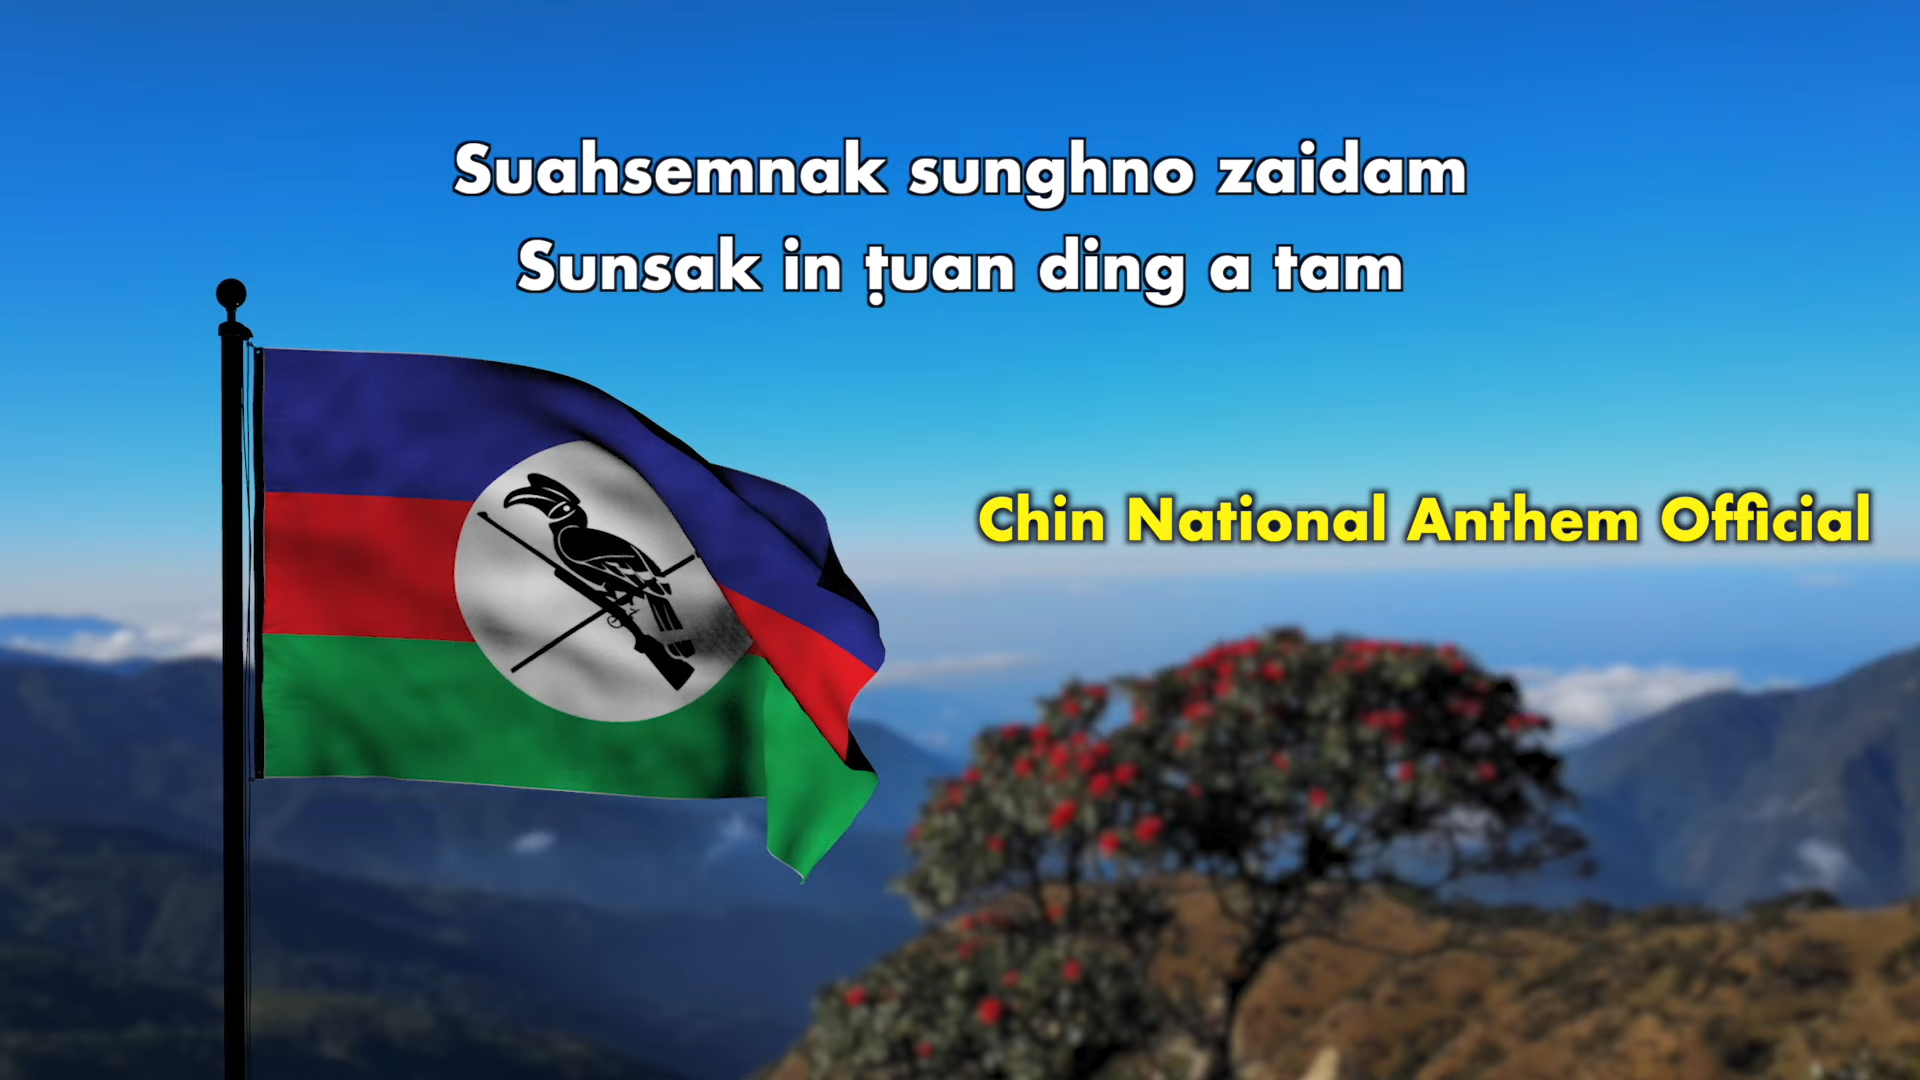 Suahsemnak sunghno zaidam
Sunsak in ṭuan ding a tam
Chin National Anthem Official